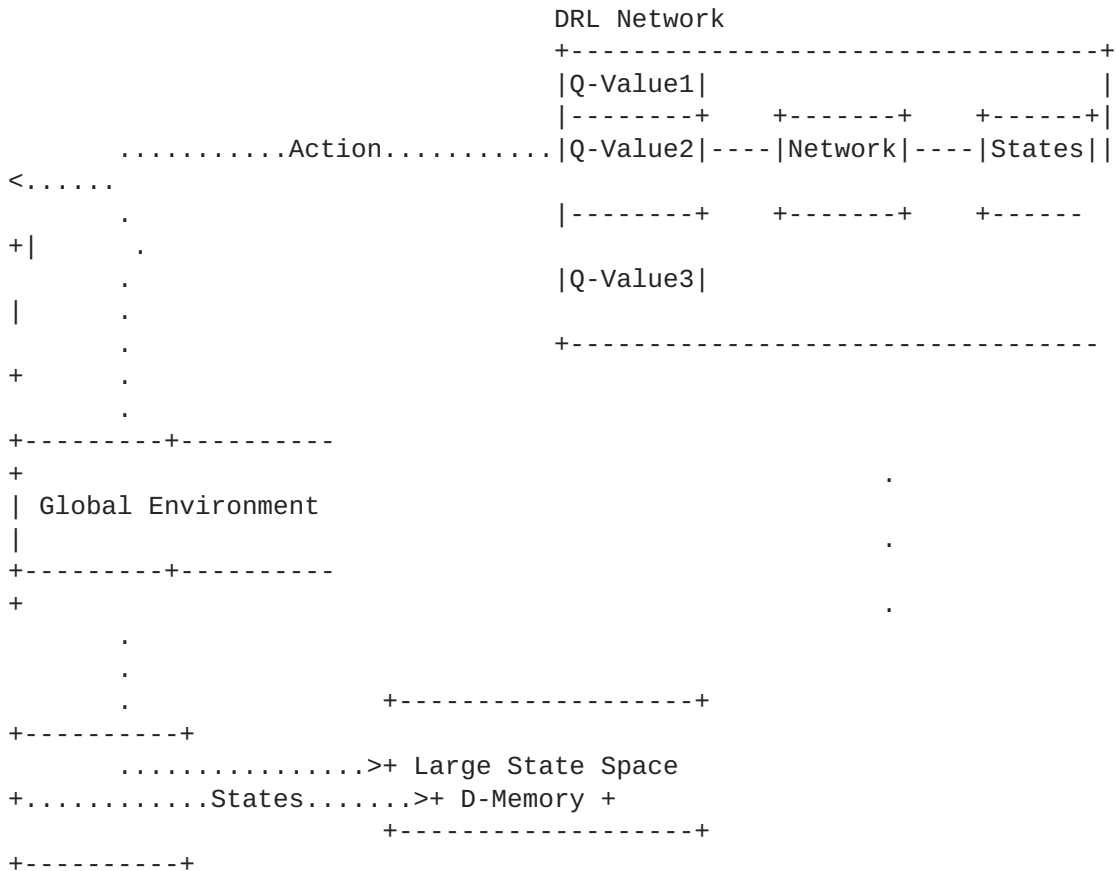 DRL Network
+---------------------------------+
|Q-Value1| |
|--------+ +-------+ +------+|
...........Action...........|Q-Value2|----|Network|----|States||
<......
. |--------+ +-------+ +------
+| .
. |Q-Value3|
| .
. +---------------------------------
+ .
.
+---------+----------
+ .
| Global Environment
| .
+---------+----------
+ .
.
.
. +-------------------+
+----------+
................>+ Large State Space
+............States.......>+ D-Memory +
+-------------------+
+----------+